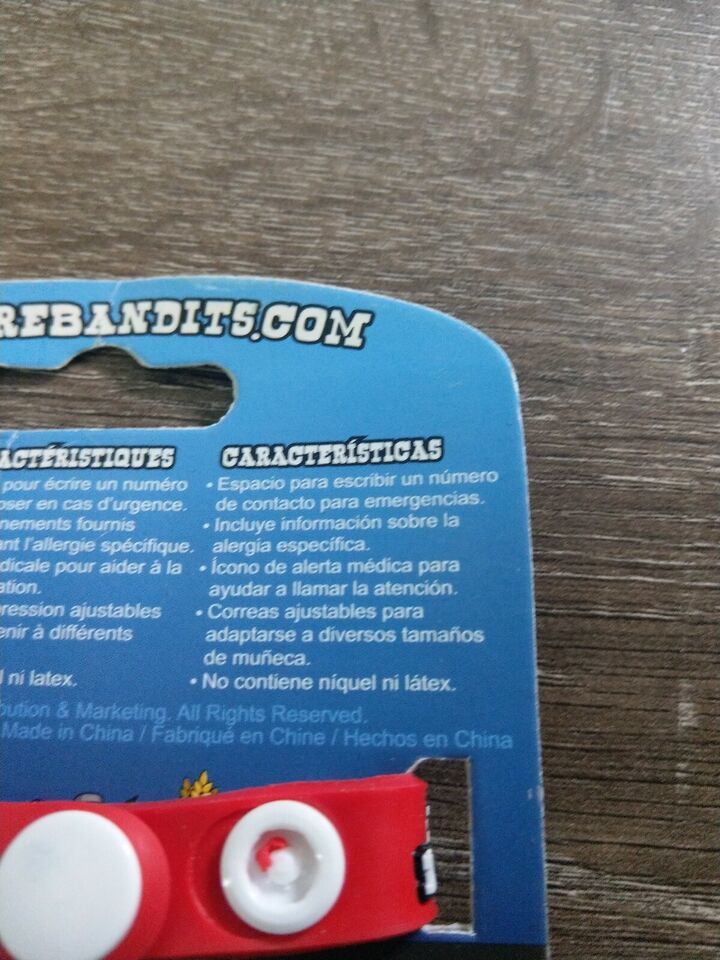 REBANDITS.COM
ACTÉRISTIQUES
pour écrire un numéro
oser en cas d'urgence.
nements fournis
ant l'allergie spécifique.
dicale pour aider à la
ation.
ression ajustables
enir à différents
l ni latex.
CARACTERÍSTICAS
• Espacio para escribir un número
de contacto para emergencias.
• Incluye información sobre la
alergia específica.
• Ícono de alerta médica para
ayudar a llamar la atención.
• Correas ajustables para
adaptarse a diversos tamaños
de muñeca.
• No contiene níquel ni látex.
bution & Marketing. All Rights Reserved.
Made in China / Fabriqué en Chine / Hechos en China